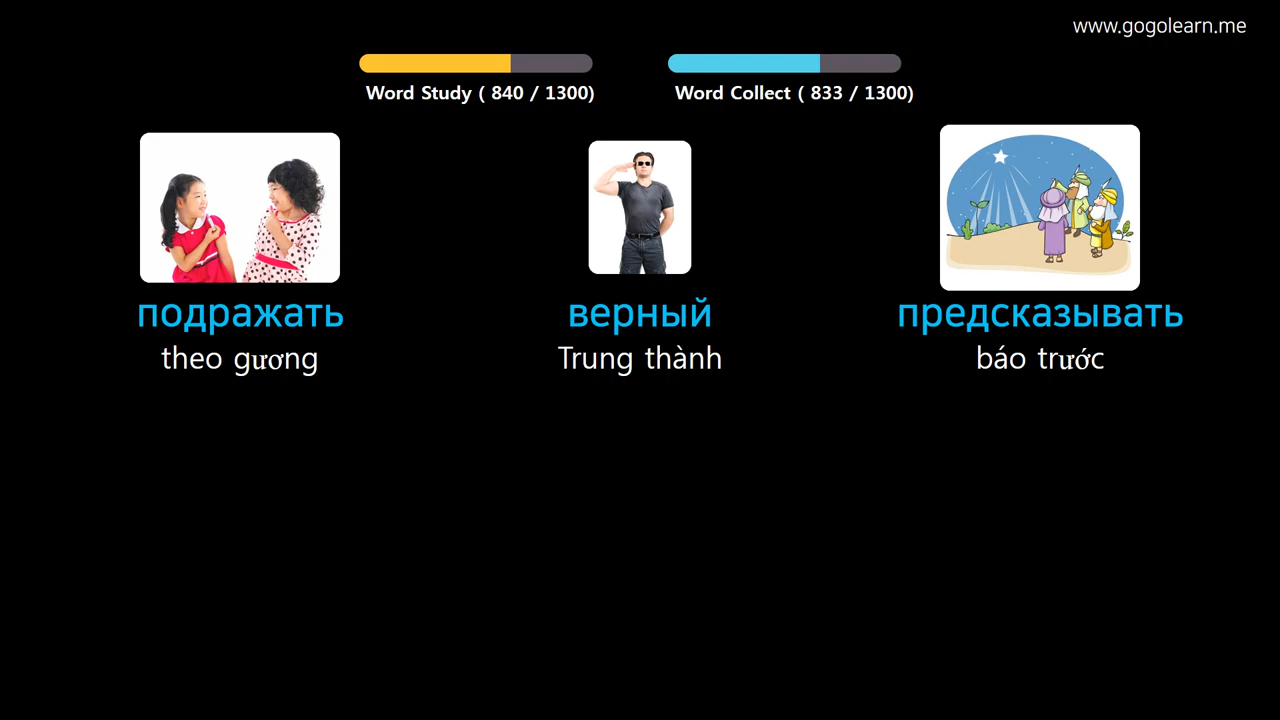 www.gogolearn.me
Word Study ( 840 / 1300)
Word Collect ( 833 / 1300)
подражать
theo gương
верный
Trung thành
предсказывать
báo trước